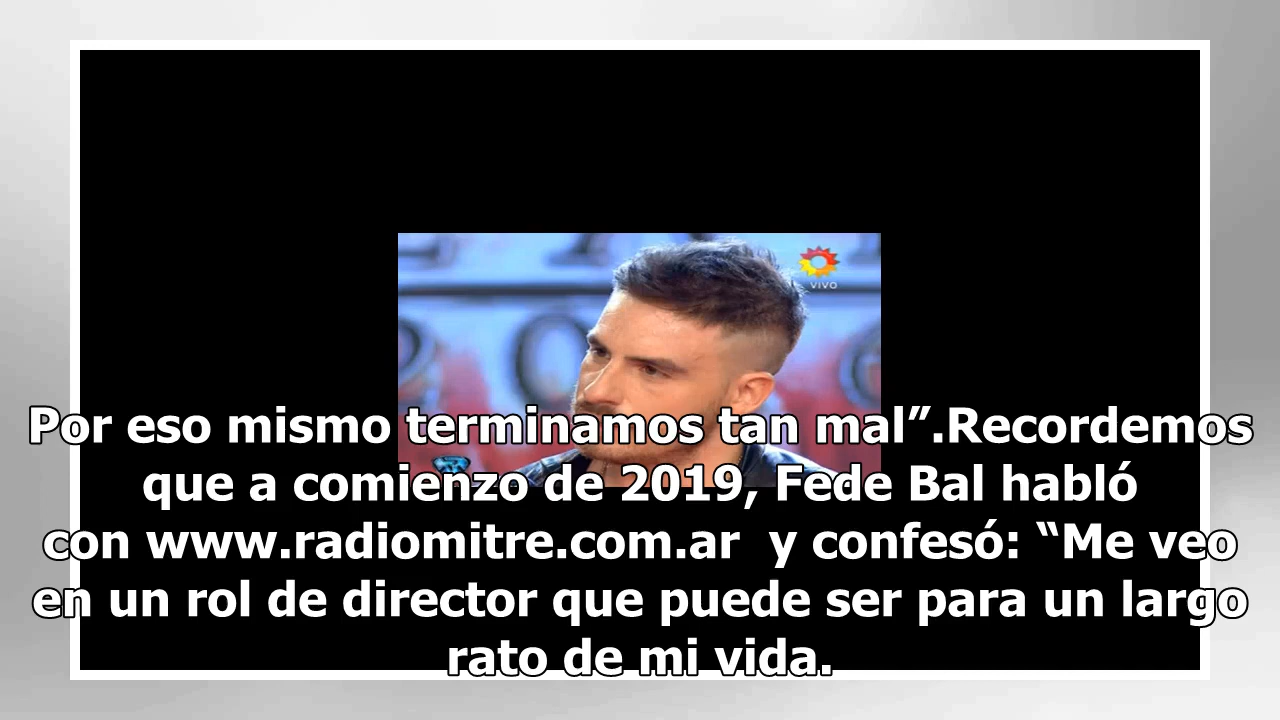 VIVO
Por eso mismo terminamos tan mal”.Recordemos
que a comienzo de 2019, Fede Bal habló
con www.radiomitre.com.ar  y confesó: “Me veo
en un rol de director que puede ser para un largo
rato de mi vida.